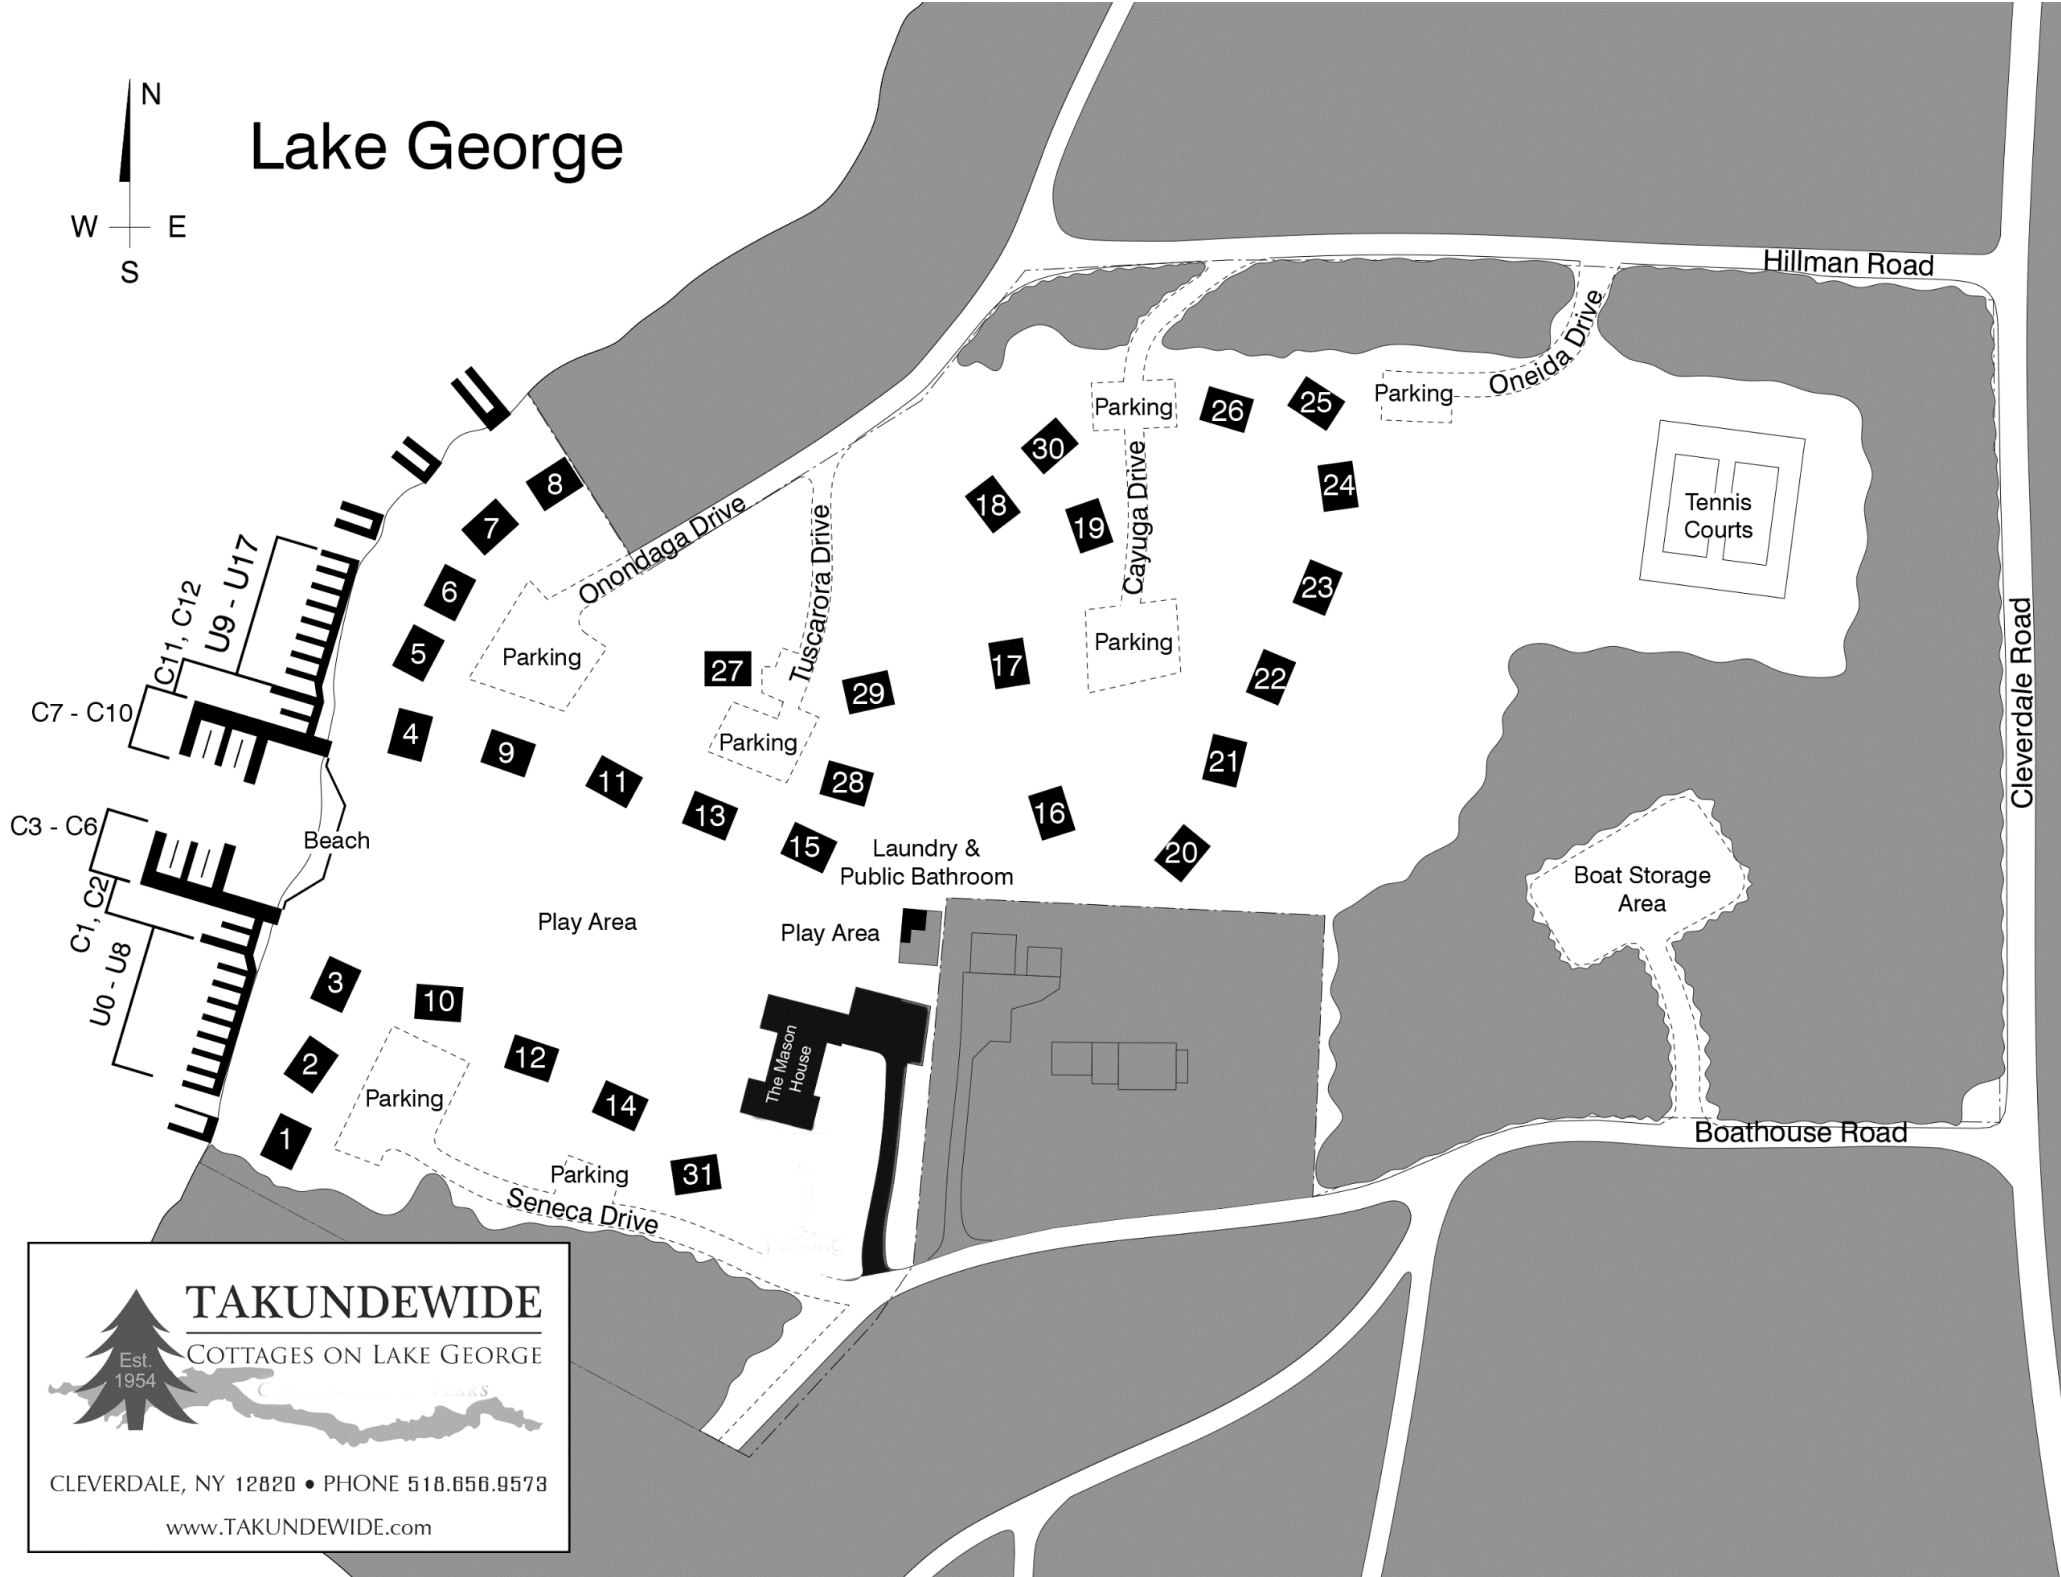 N
W E
S
Lake George
Hillman Road
Oneida Drive
Parking
Parking
26
25
30
24
18
19
Cayuga Drive
Tennis
Courts
8
7
Onondaga Drive
Tuscarora Drive
U9 - U17
C11, C12
6
23
5
Parking
27
29
17
Parking
22
Cleverdale Road
C7 - C10
4
9
Parking
11
28
21
13
16
C3 - C6
Beach
15
Laundry &
Public Bathroom
20
Boat Storage
Area
C1, C2
Play Area
Play Area
U0 - U8
3
10
2
12
The Mason
House
Parking
14
1
Boathouse Road
Parking
31
Seneca Drive
Parking
TAKUNDEWIDE
COTTAGES ON LAKE GEORGE
Est.
1954
CLEVERDALE, NY 12820 • PHONE 518.656.9573
www.TAKUNDEWIDE.com